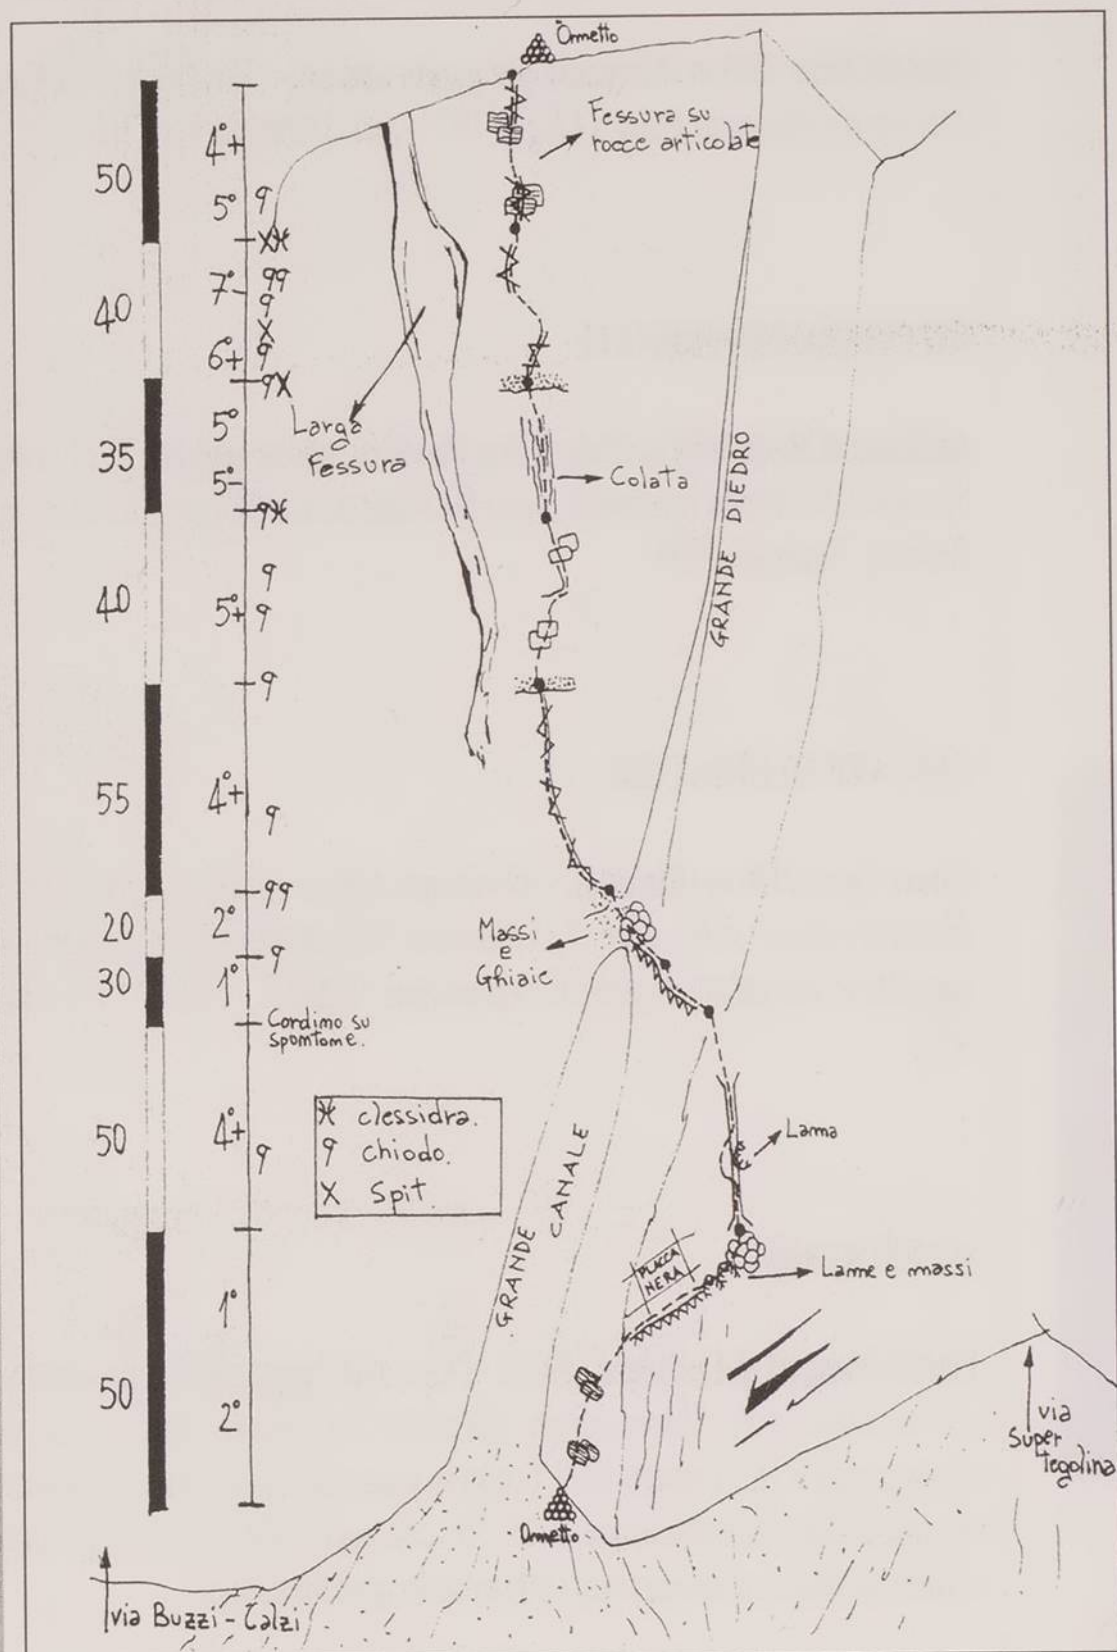 Ometto
Fessura su
rocce articolate
50
4°+
5°
40
7°-
6°+
35
5°
5°-
Larga
Fessura
Colata
GRANDE DIEDRO
40
5°+
55
4°+
20
2°
30
1°
Massi
e
Ghiaie
Cordino su
spontone.
50
4°+
clessidra.
chiodo.
X Spit.
GRANDE CANALE
Lama
PLACCA
NERA
Lame e massi
1°
50
2°
Ometto
via
Super
Tegolina
via Buzzi - Calzi